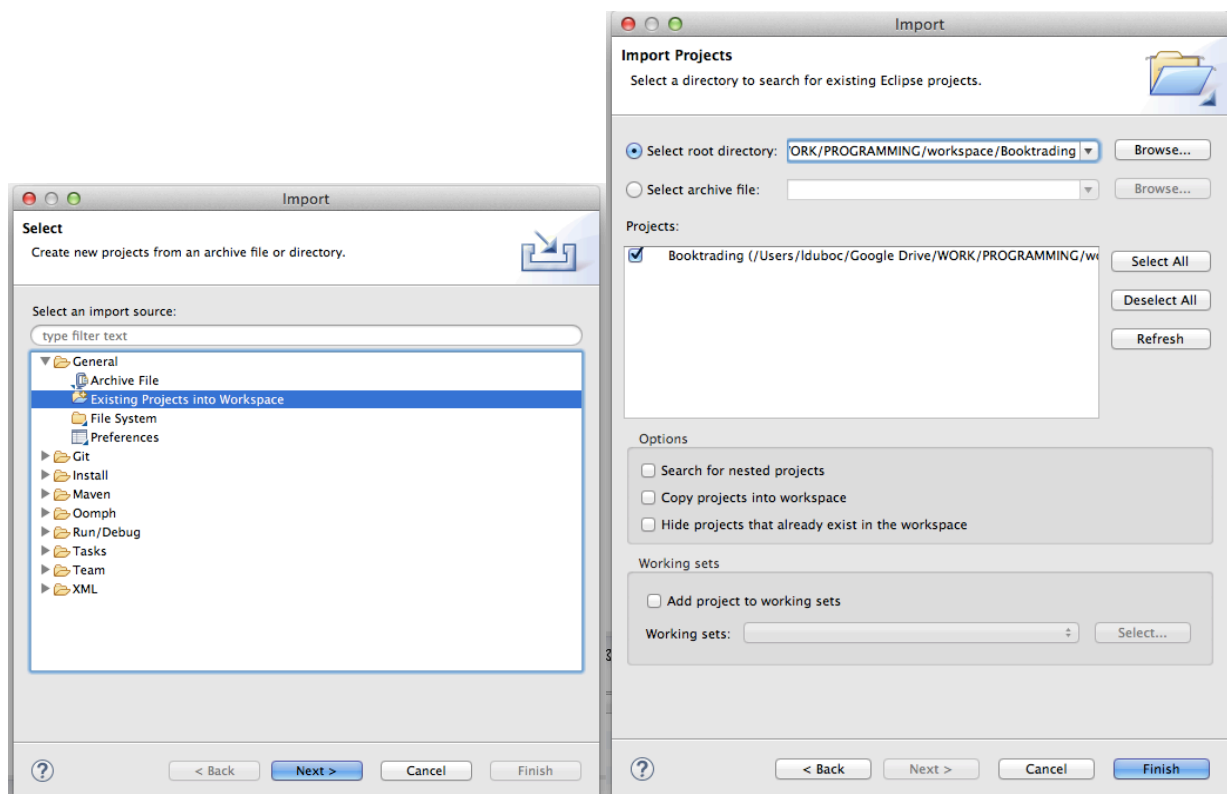 Import
Select
Create new projects from an archive file or directory.
Select an import source:
type filter text
General
Archive File
Existing Projects into Workspace
File System
Preferences
Git
Install
Maven
Oomph
Run/Debug
Tasks
Team
XML
? < Back Next > Cancel Finish
Import
Import Projects
Select a directory to search for existing Eclipse projects.
Select root directory: 'ORK/PROGRAMMING/workspace/Booktrading Browse...
Select archive file: Browse...
Projects:
Booktrading (/Users/lduboc/Google Drive/WORK/PROGRAMMING/wo
Select All
Deselect All
Refresh
Options
Search for nested projects
Copy projects into workspace
Hide projects that already exist in the workspace
Working sets
Add project to working sets
Working sets: Select...
? < Back Next > Cancel Finish